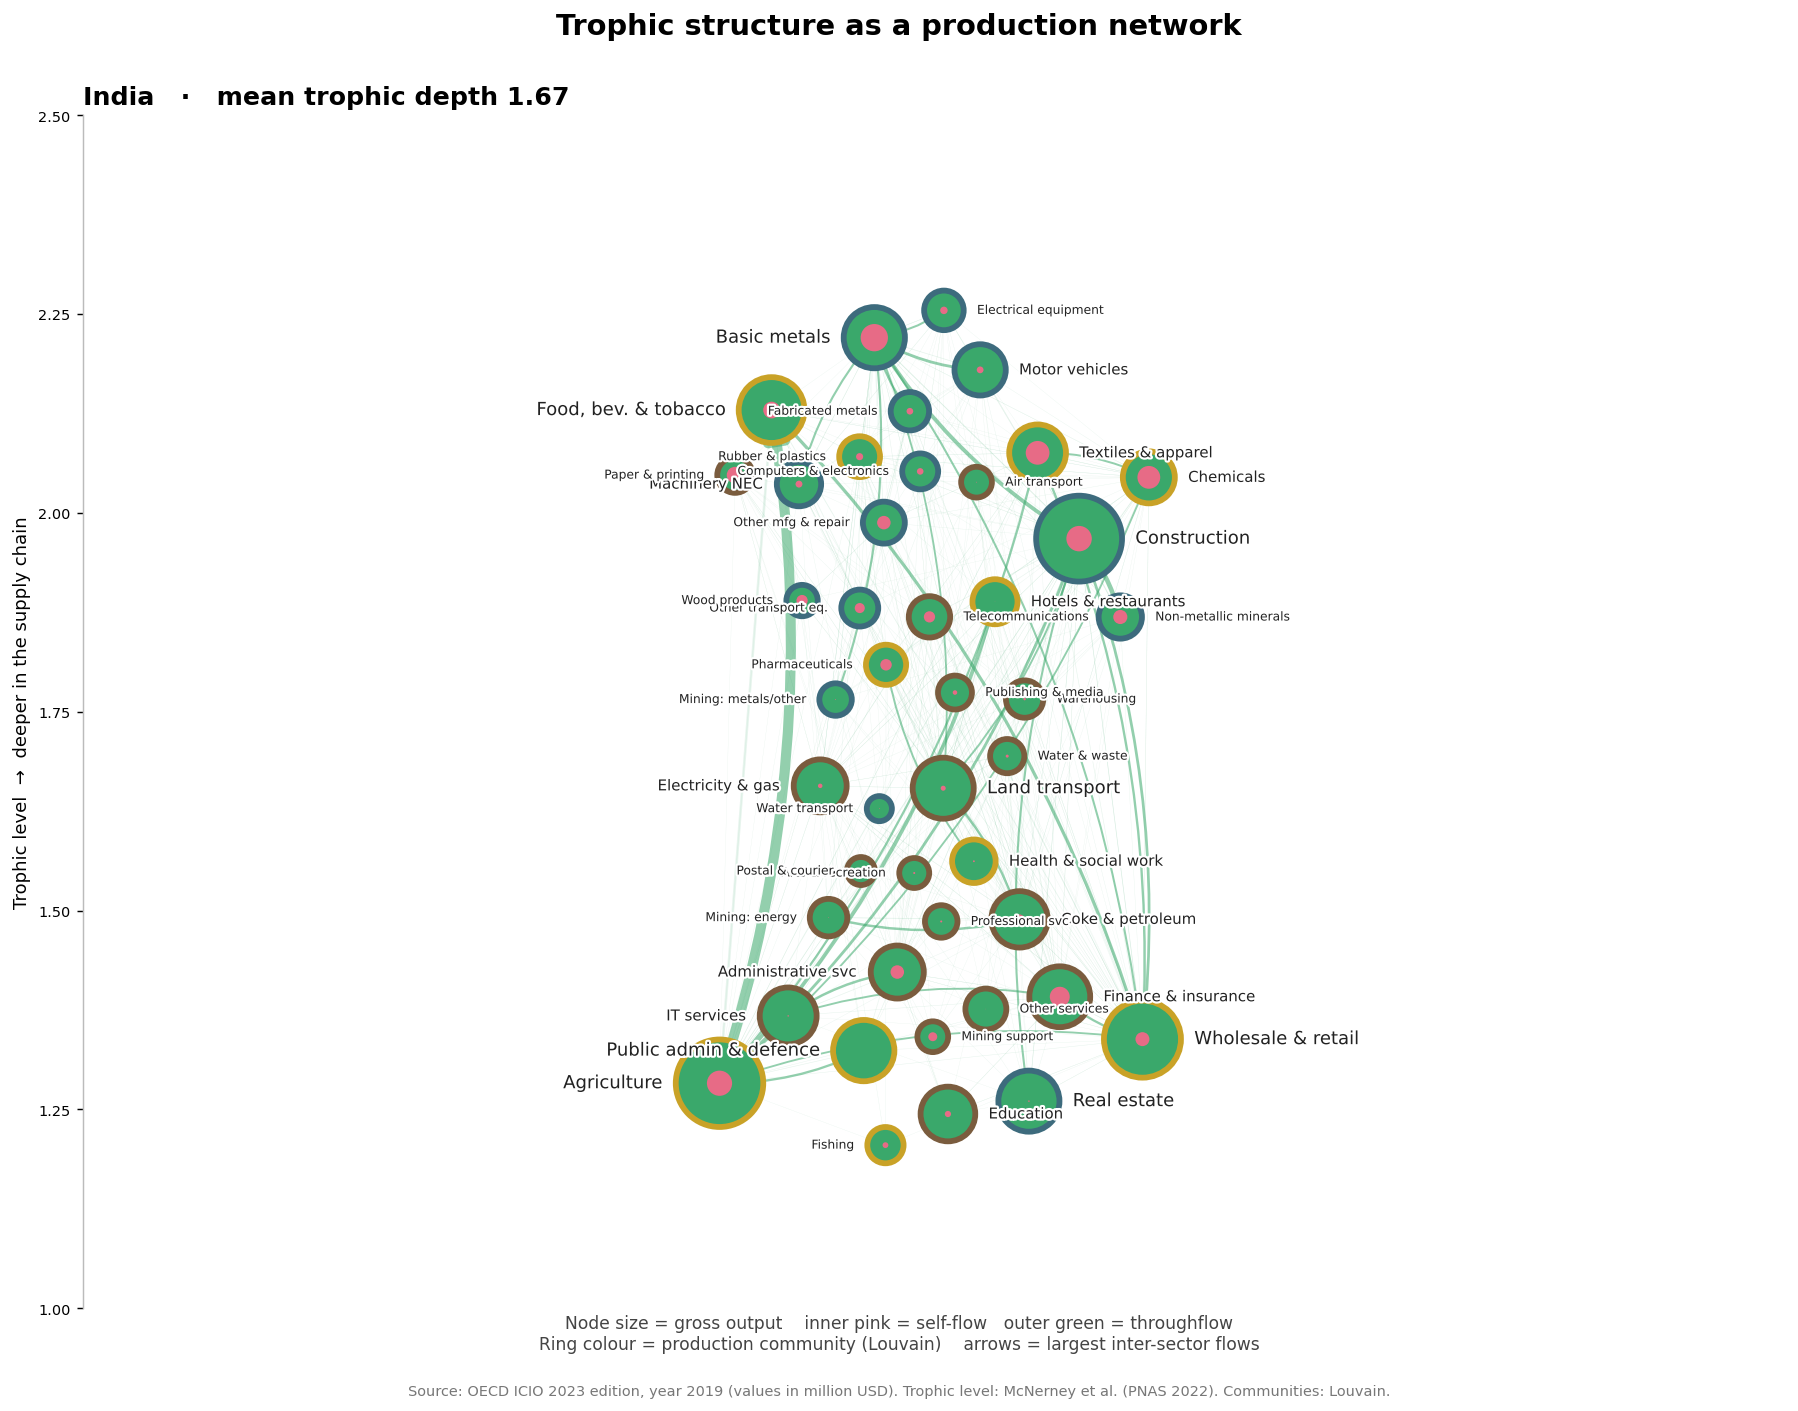 Trophic structure as a production network
India · mean trophic depth 1.67
2.50
2.25
2.00
1.75
1.50
1.25
1.00
Trophic level → deeper in the supply chain
Electrical equipment
Basic metals
Motor vehicles
Food, bev. & tobacco
Fabricated metals
Textiles & apparel
Rubber & plastics
Computers & electronics
Paper & printing
Chemicals
Machinery NEC
Air transport
Other mfg & repair
Construction
Wood products
Hotels & restaurants
Other transport eq.
Telecommunications
Non-metallic minerals
Pharmaceuticals
Publishing & media
Mining: metals/other
Warehousing
Water & waste
Electricity & gas
Land transport
Water transport
Health & social work
Postal & courier
Mining: energy
Professional svc
Coke & petroleum
Administrative svc
Finance & insurance
Other services
IT services
Mining support
Wholesale & retail
Public admin & defence
Agriculture
Real estate
Education
Fishing
Node size = gross output inner pink = self-flow outer green = throughflow
Ring colour = production community (Louvain) arrows = largest inter-sector flows
Source: OECD ICIO 2023 edition, year 2019 (values in million USD). Trophic level: McNerney et al. (PNAS 2022). Communities: Louvain.